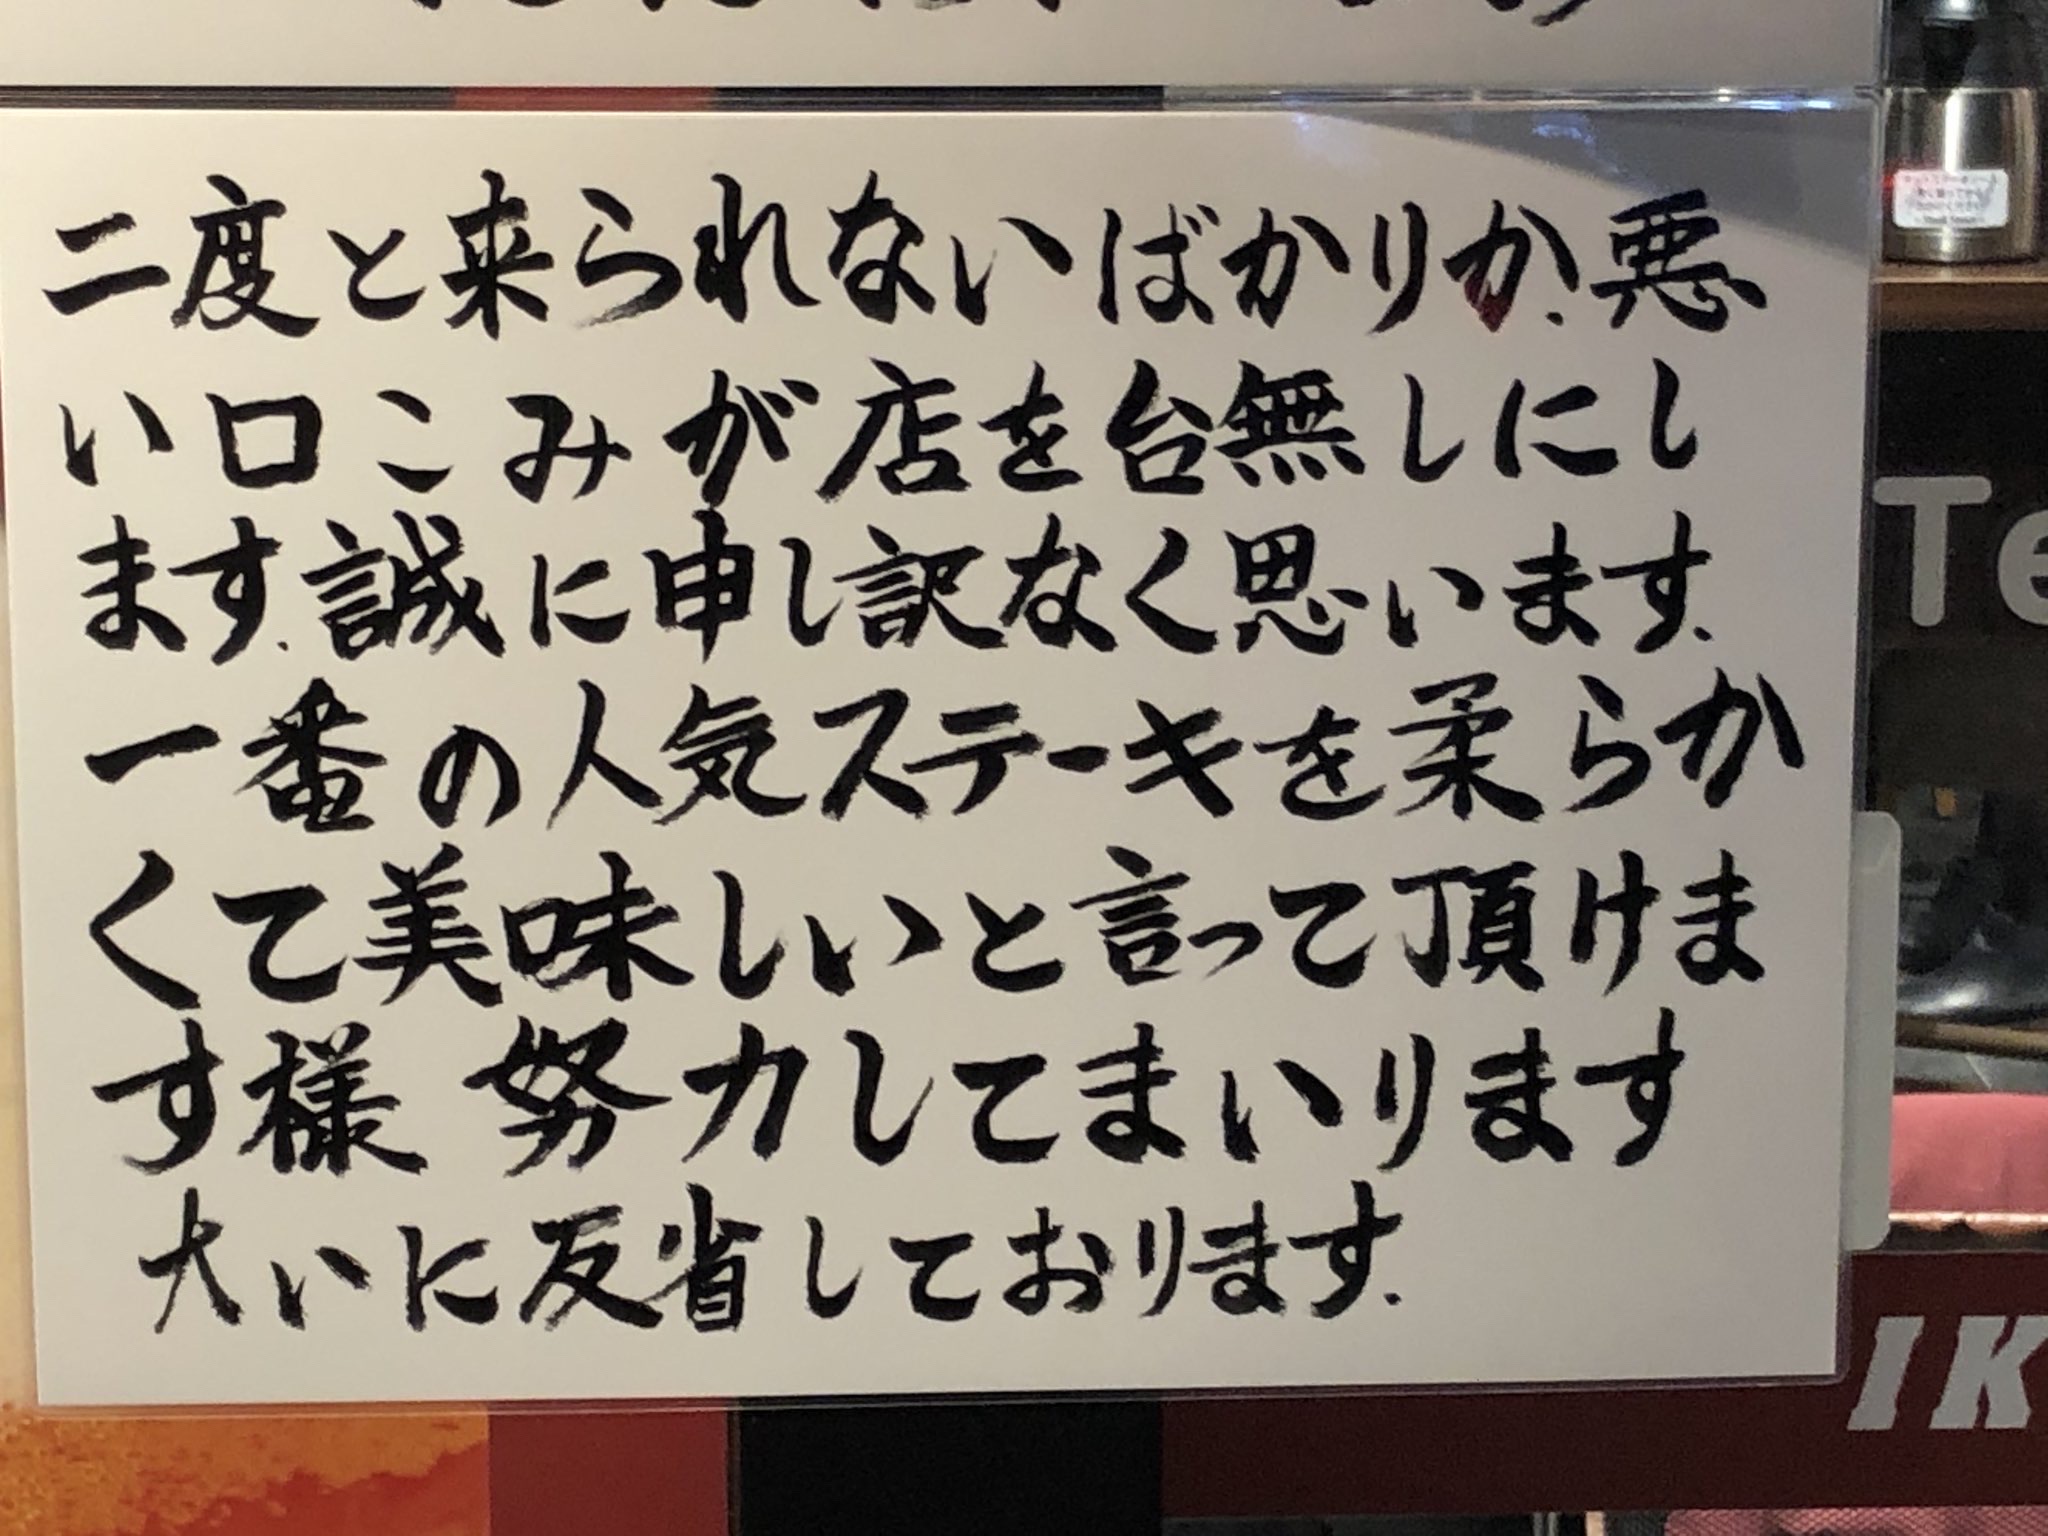 二度と来られないばかりか、悪
い口こみが店を台無しにし
ます。誠に申し訳なく思います。
一番の人気ステーキを柔らか
くて美味しいと言って頂けま
す様 努力してまいります
大いに反省しております。
Te
IK